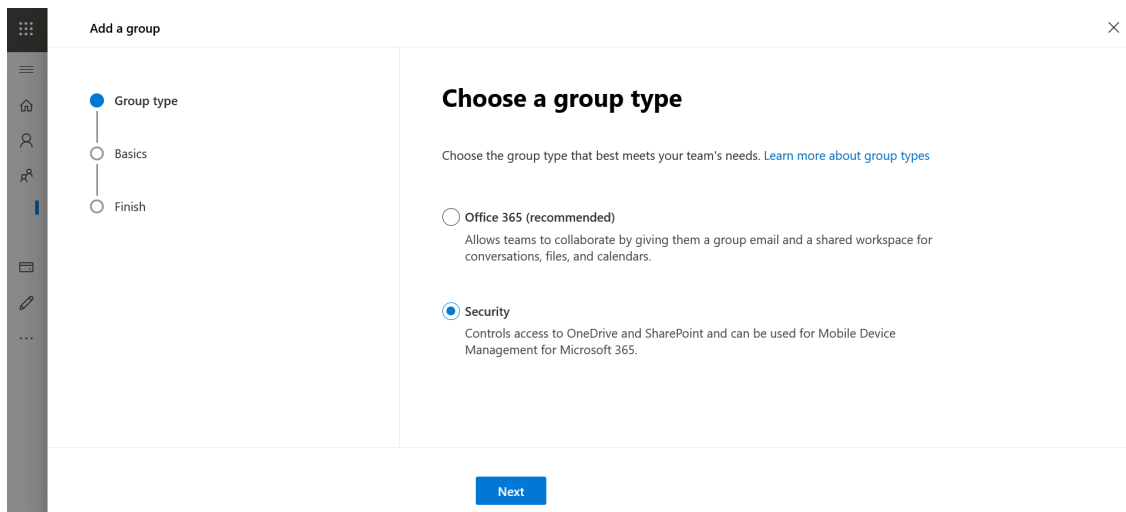 Add a group
Group type
Basics
Finish
Choose a group type
Choose the group type that best meets your team's needs. Learn more about group types
Office 365 (recommended)
Allows teams to collaborate by giving them a group email and a shared workspace for
conversations, files, and calendars.
Security
Controls access to OneDrive and SharePoint and can be used for Mobile Device
Management for Microsoft 365.
Next